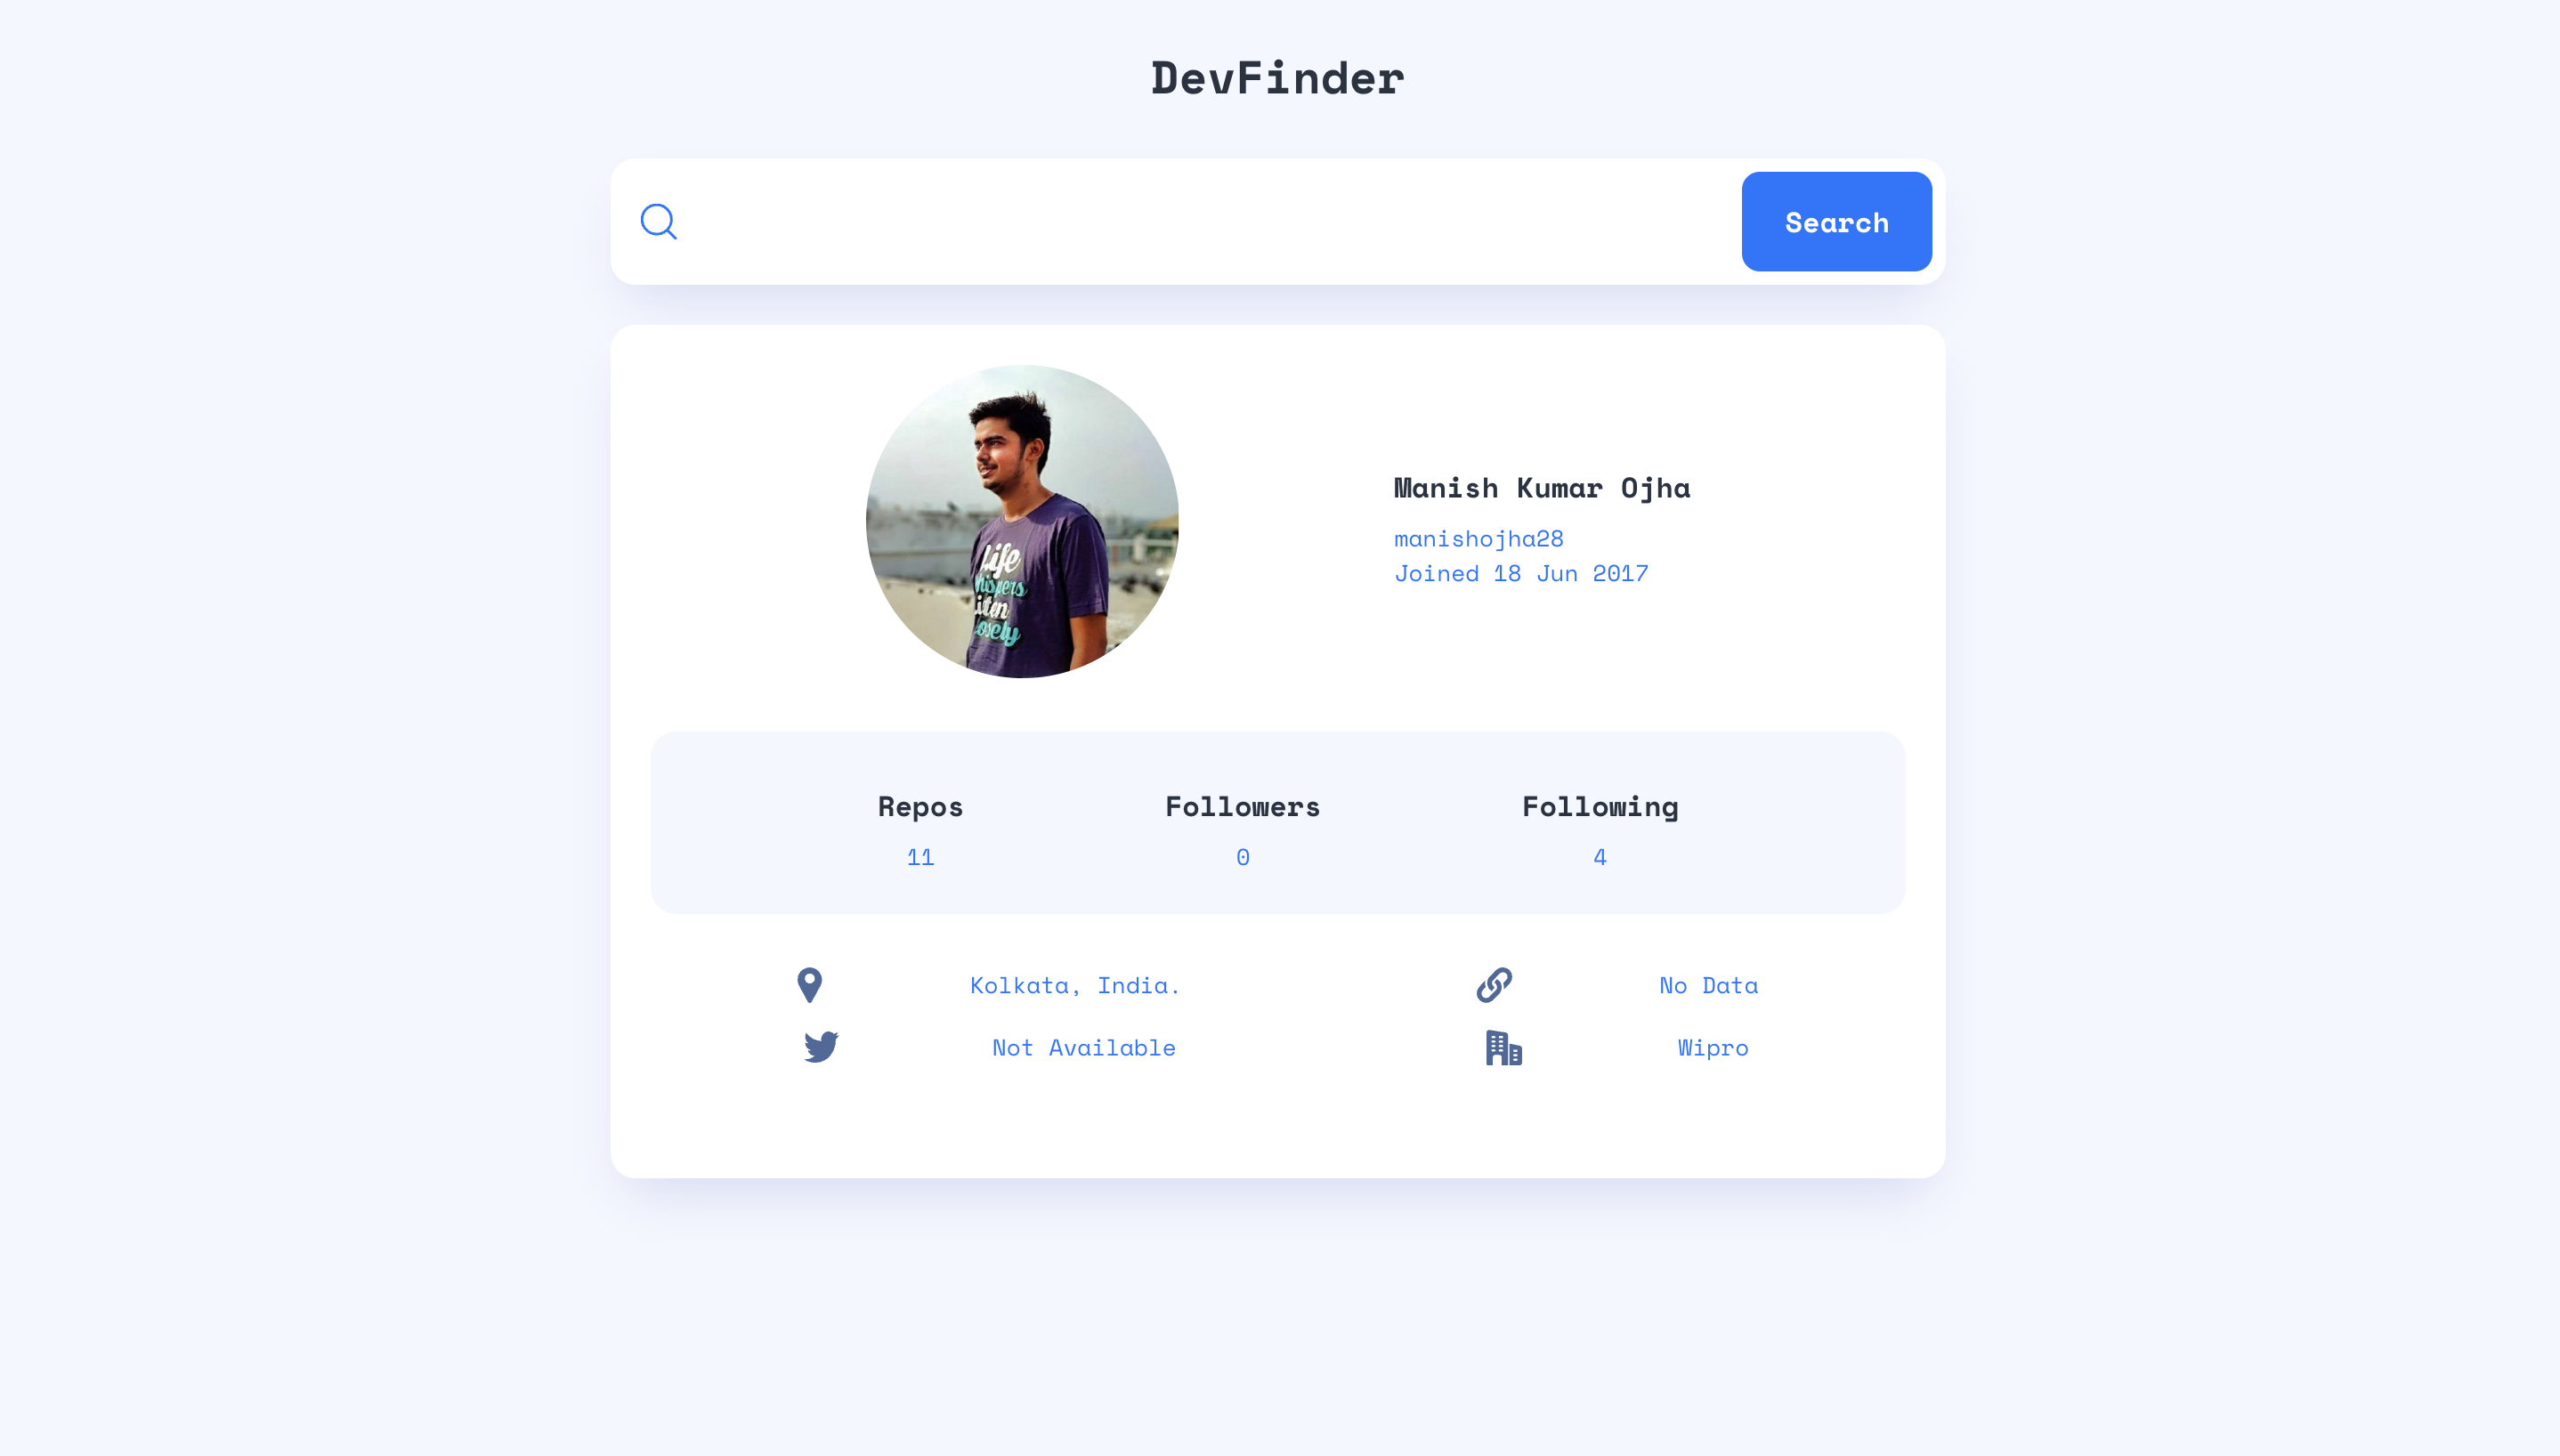 DevFinder
Search
Life
Manish Kumar Ojha
manishojha28
Joined 18 Jun 2017
Repos
Followers
Following
11
0
4
Kolkata, India.
No Data
Not Available
Wipro